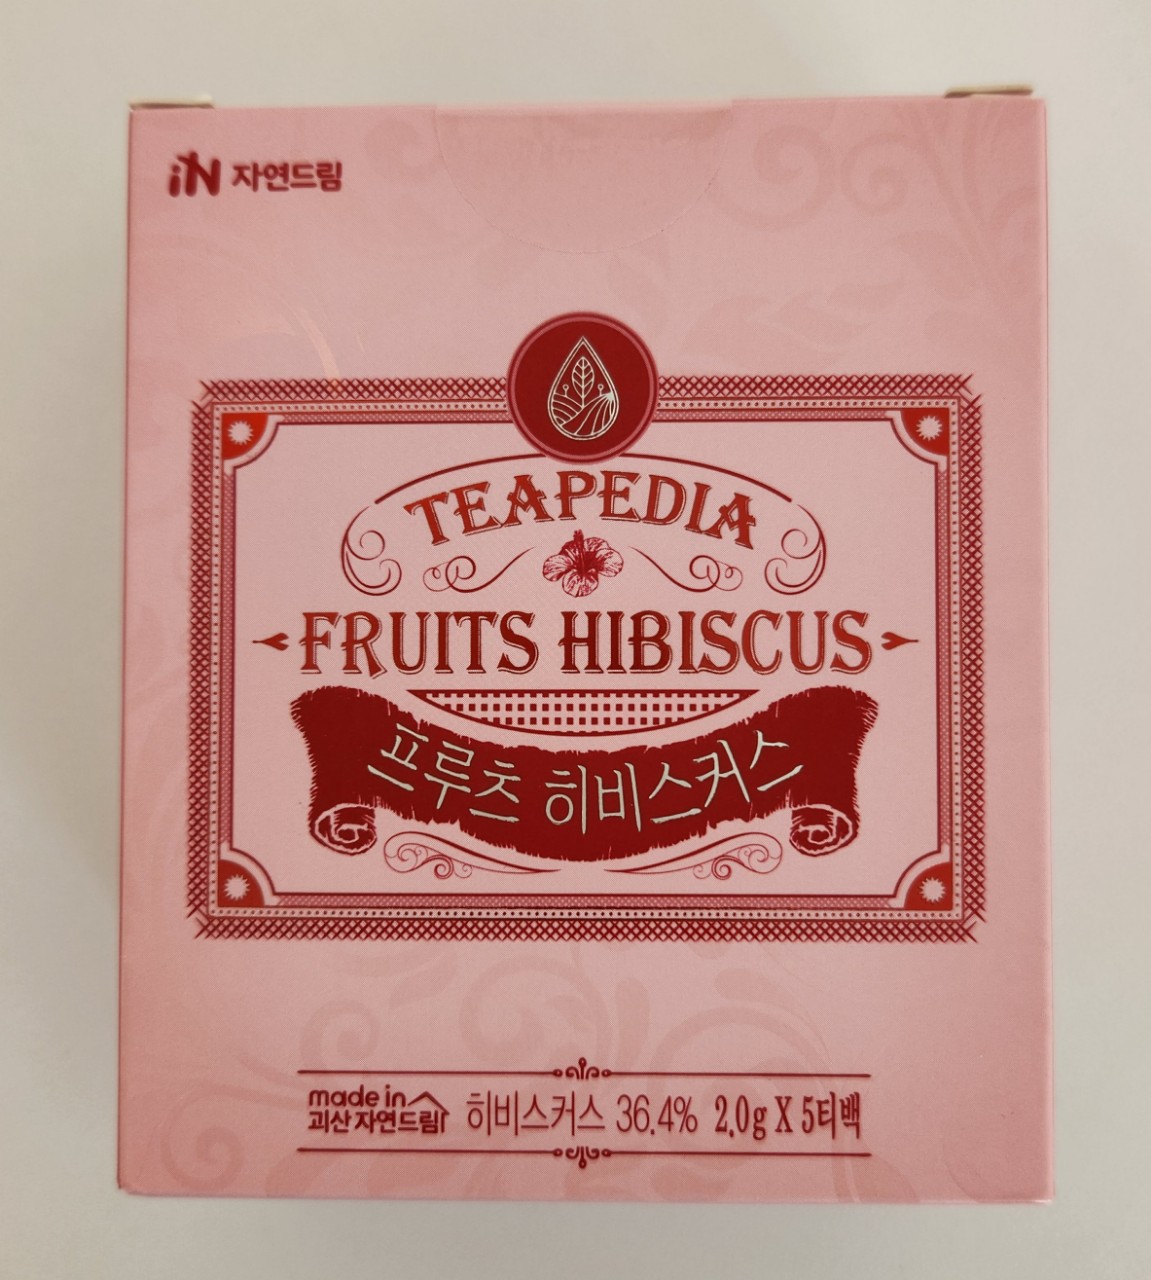 iN 자연드림
TEAPEDIA
FRUITS HIBISCUS
프루츠 히비스커스
made in
괴산 자연드림
히비스커스 36.4% 2.0g X 5티백